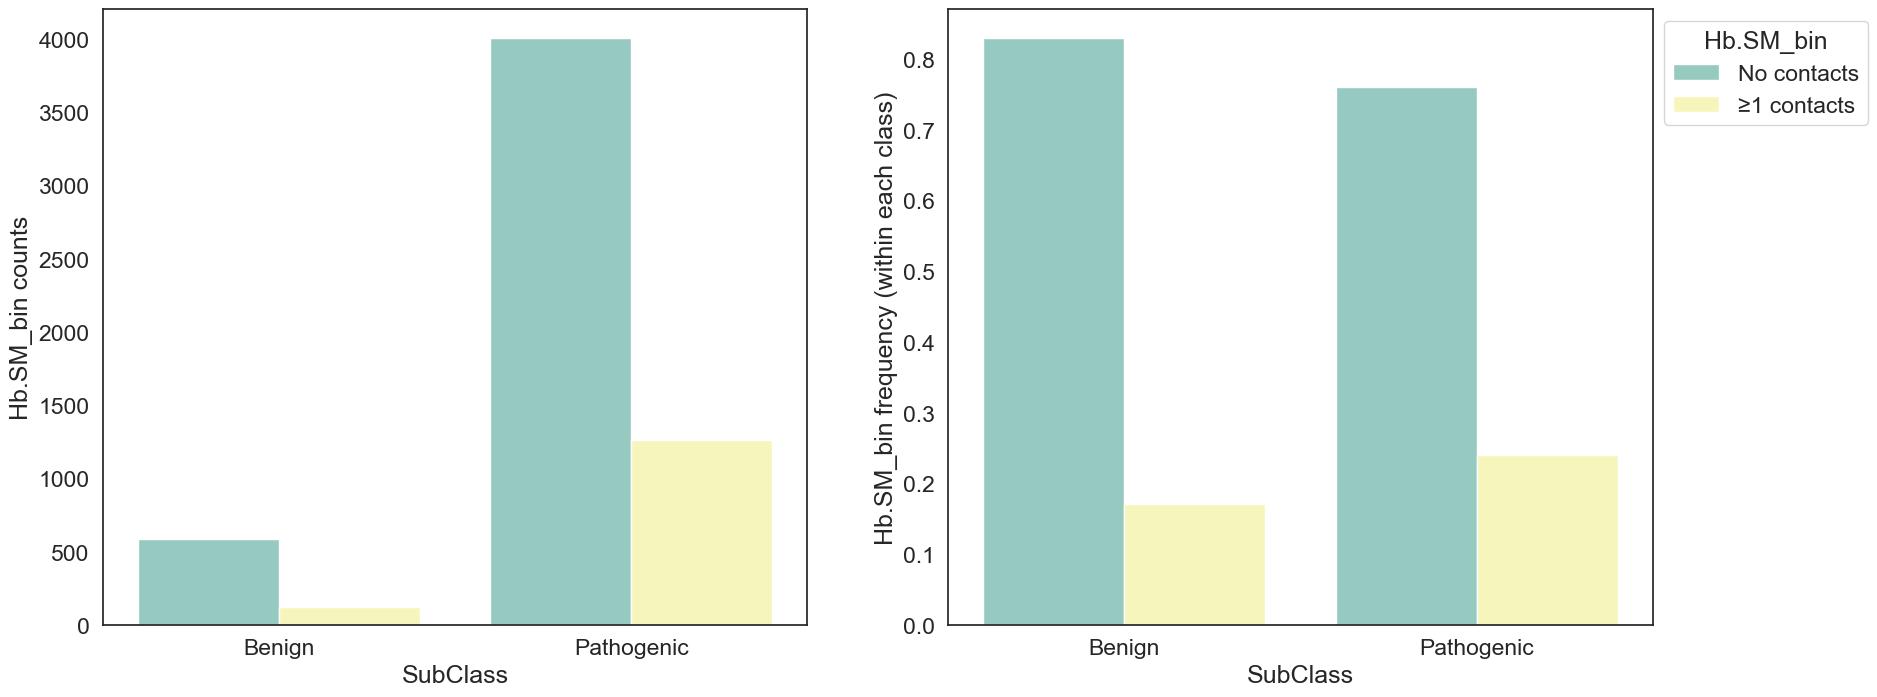 Hb.SM_bin counts
4000
3500
3000
2500
2000
1500
1000
500
0
Benign
Pathogenic
SubClass
Hb.SM_bin frequency (within each class)
0.8
0.7
0.6
0.5
0.4
0.3
0.2
0.1
0.0
Benign
Pathogenic
SubClass
Hb.SM_bin
No contacts
≥1 contacts